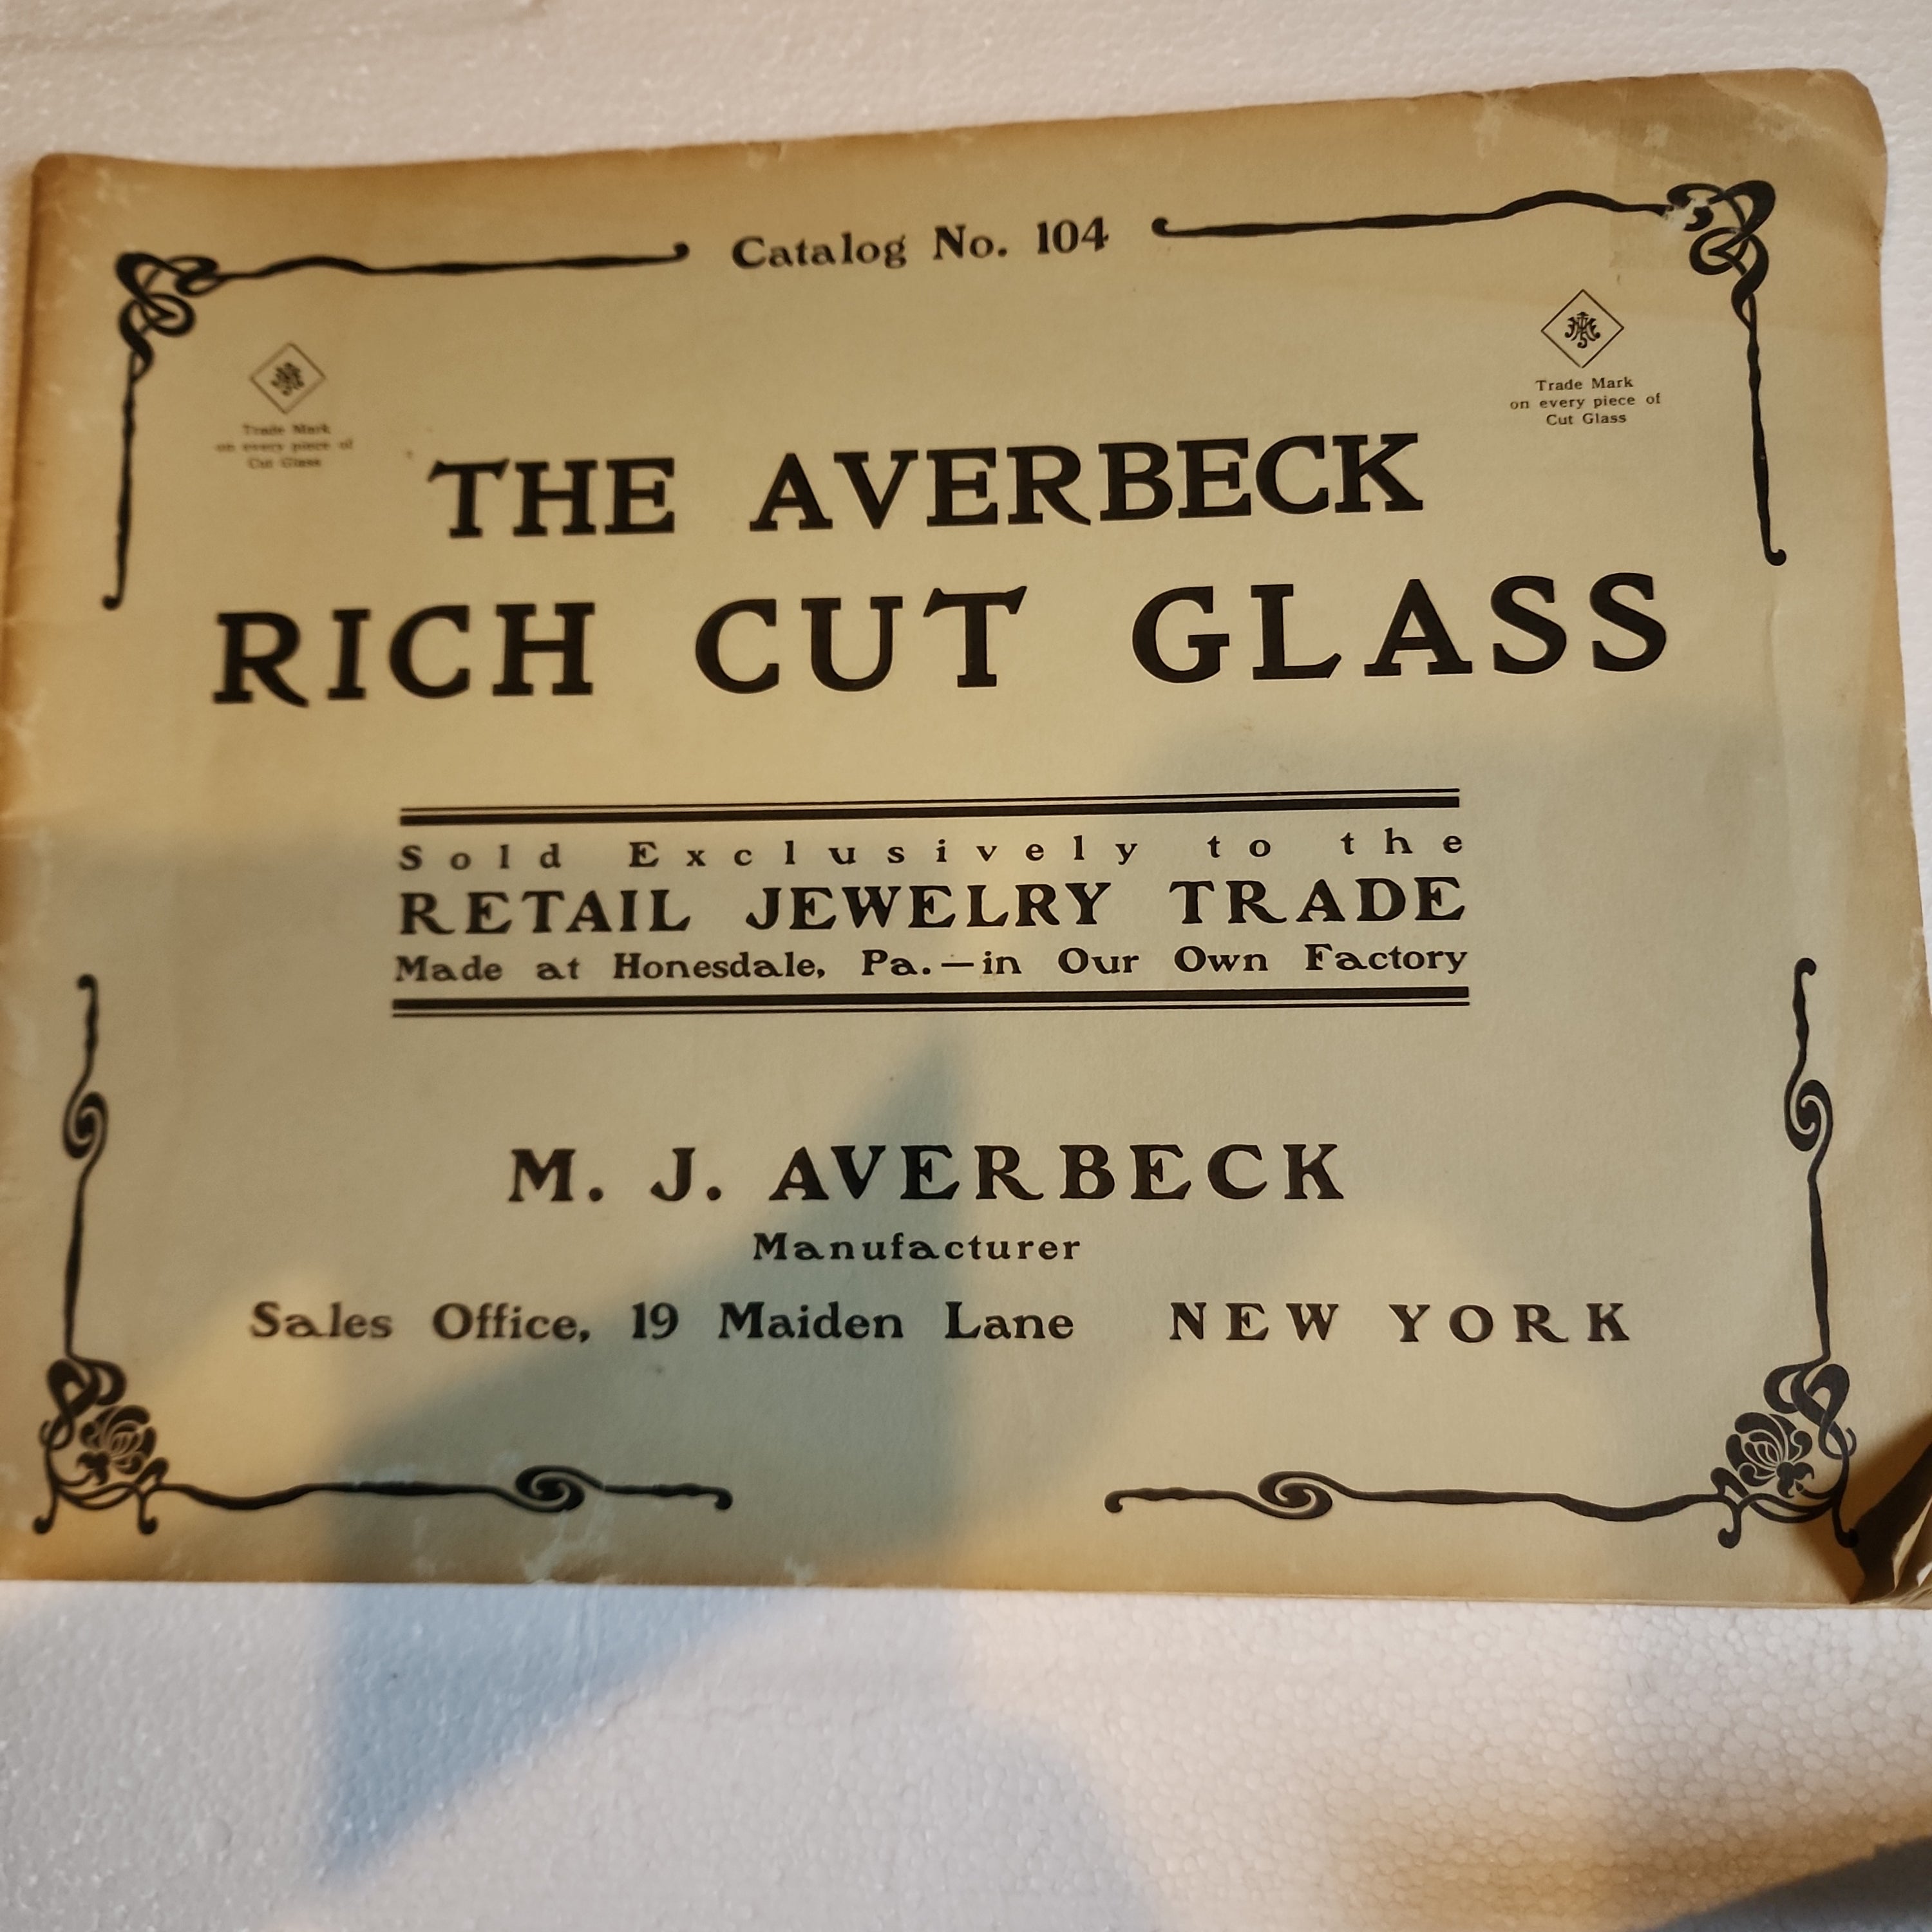 Catalog No. 104
Trade Mark
on every piece of
Cut Glass
Trade Mark
on every piece of
Cut Glass
THE AVERBECK
RICH CUT GLASS
Sold Exclusively to the
RETAIL JEWELRY TRADE
Made at Honesdale, Pa.—in Our Own Factory
M. J. AVERBECK
Manufacturer
Sales Office, 19 Maiden Lane NEW YORK